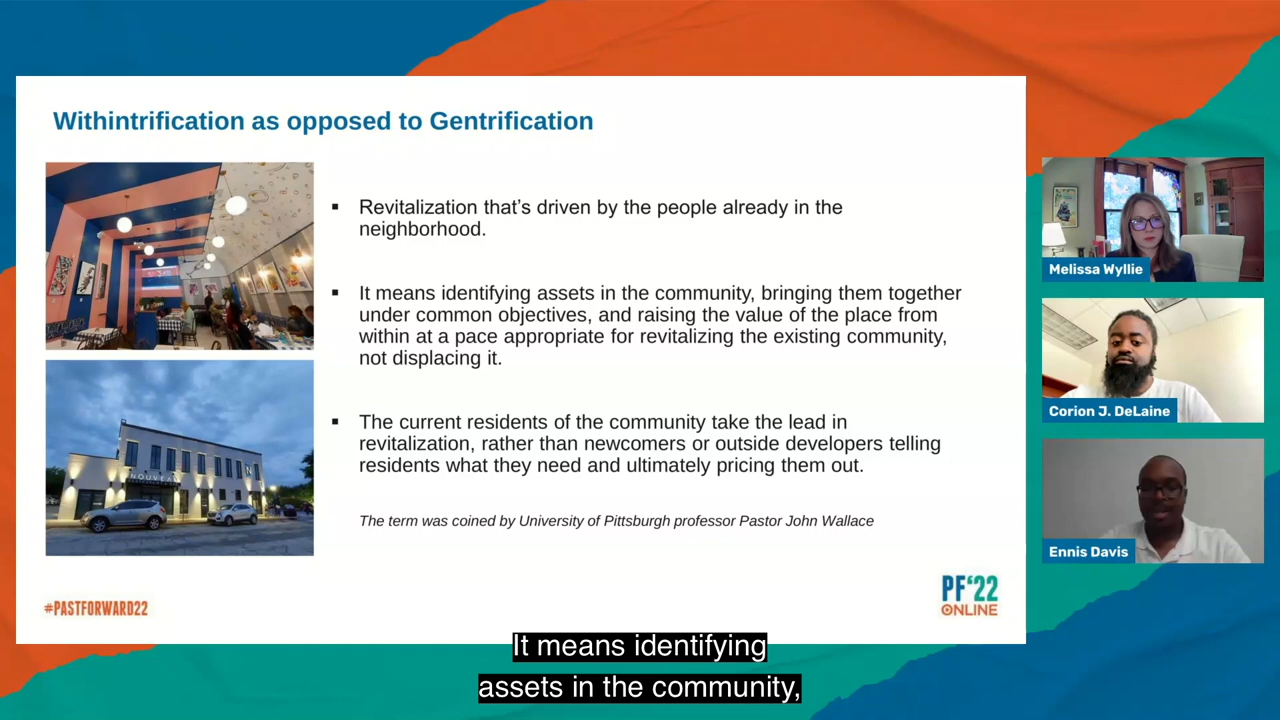 Withintrification as opposed to Gentrification
▪ Revitalization that’s driven by the people already in the
neighborhood.
▪ It means identifying assets in the community, bringing them together
under common objectives, and raising the value of the place from
within at a pace appropriate for revitalizing the existing community,
not displacing it.
▪ The current residents of the community take the lead in
revitalization, rather than newcomers or outside developers telling
residents what they need and ultimately pricing them out.
The term was coined by University of Pittsburgh professor Pastor John Wallace
#PASTFORWARD22
PF‘22
ONLINE
Melissa Wyllie
Corion J. DeLaine
Ennis Davis
It means identifying
assets in the community,